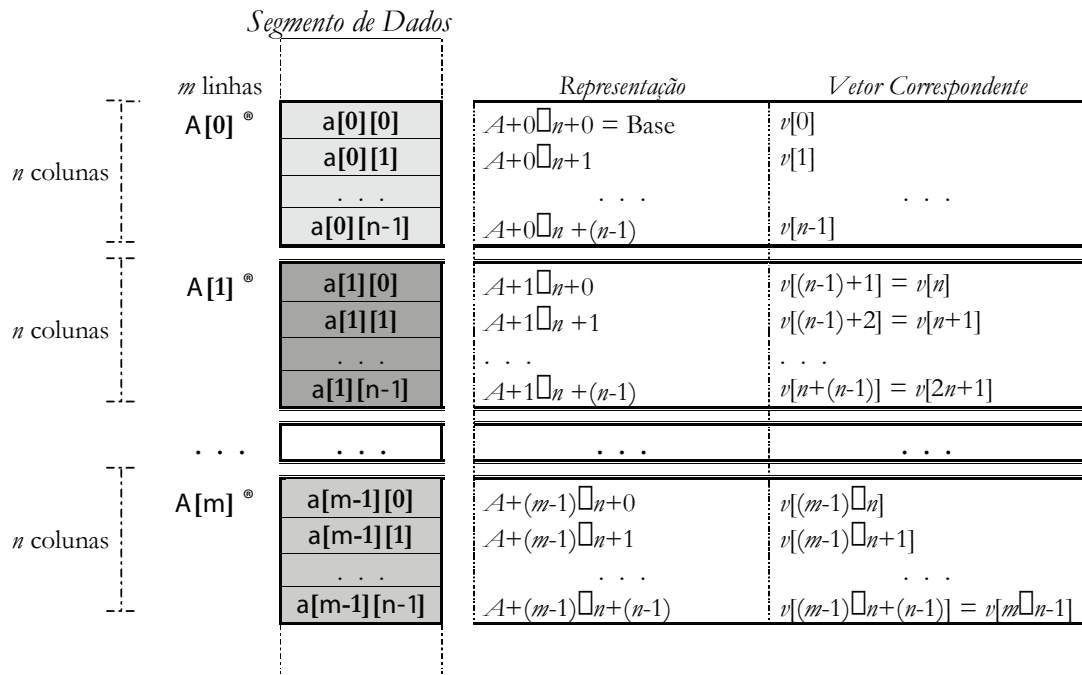 Segmento de Dados
m linhas
Representação
Vetor Correspondente
A[0] ®
a[0][0]
A+0□n+0 = Base
v[0]
a[0][1]
A+0□n+1
v[1]
n colunas
. . .
. . .
. . .
a[0][n-1]
A+0□n +(n-1)
v[n-1]
A[1] ®
a[1][0]
A+1□n+0
v[(n-1)+1] = v[n]
a[1][1]
A+1□n +1
v[(n-1)+2] = v[n+1]
n colunas
. . .
. . .
. . .
a[1][n-1]
A+1□n +(n-1)
v[n+(n-1)] = v[2n+1]
. . .
. . .
. . .
. . .
A[m] ®
a[m-1][0]
A+(m-1)□n+0
v[(m-1)□n]
a[m-1][1]
A+(m-1)□n+1
v[(m-1)□n+1]
n colunas
. . .
. . .
. . .
a[m-1][n-1]
A+(m-1)□n+(n-1)
v[(m-1)□n+(n-1)] = v[m□n-1]